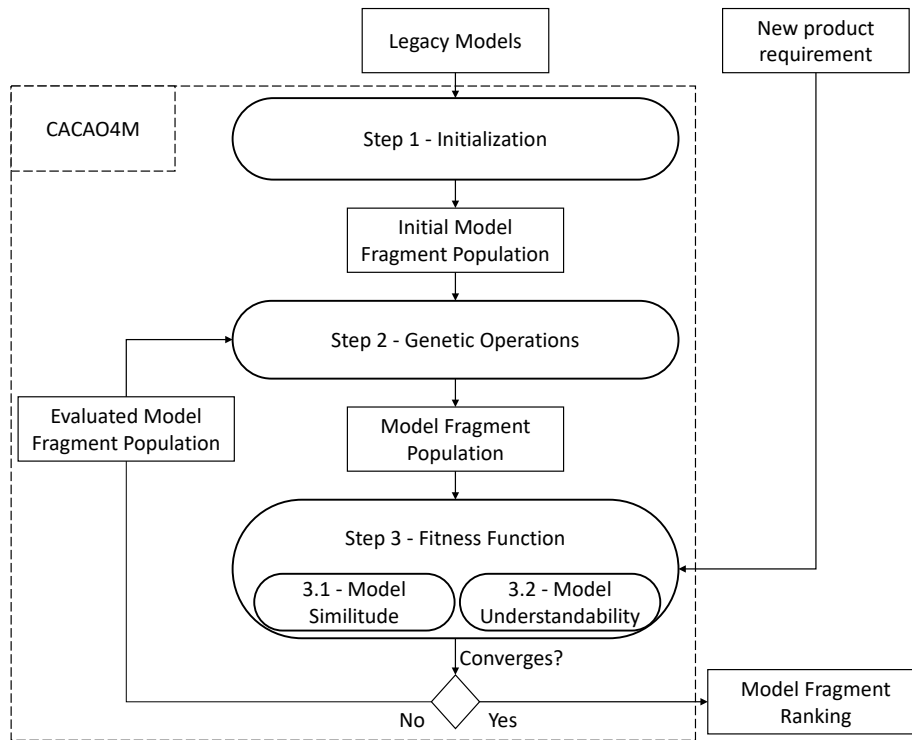 Legacy Models
New product
requirement
CACAO4M
Step 1 - Initialization
Initial Model
Fragment Population
Step 2 - Genetic Operations
Evaluated Model
Fragment Population
Model Fragment
Population
Step 3 - Fitness Function
3.1 - Model
Similitude
3.2 - Model
Understandability
Converges?
No
Yes
Model Fragment
Ranking